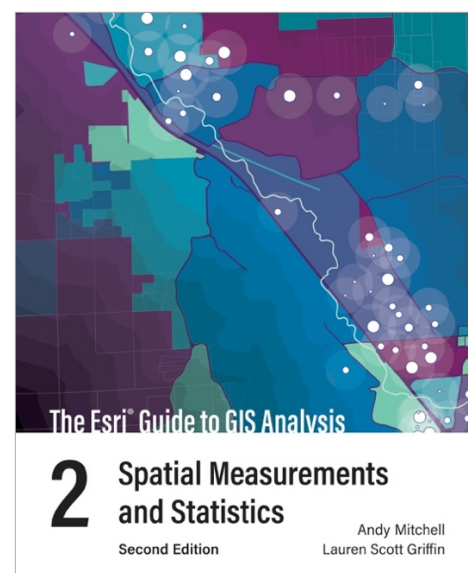 The Esri® Guide to GIS Analysis
2
Spatial Measurements
and Statistics
Second Edition
Andy Mitchell
Lauren Scott Griffin